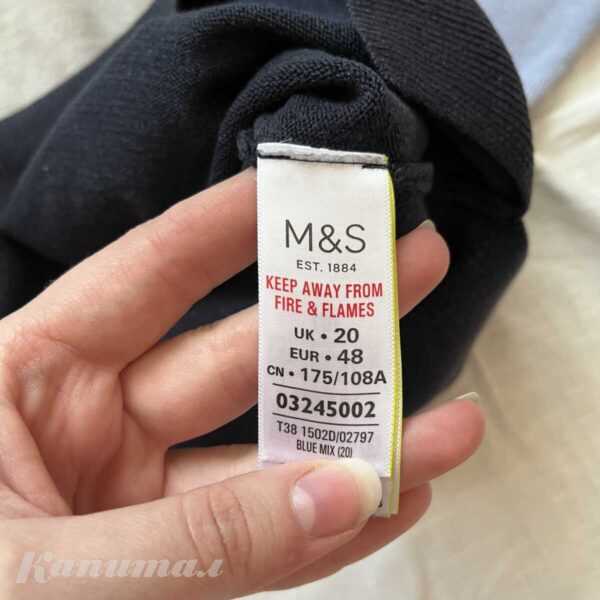 M&S
EST. 1884
KEEP AWAY FROM
FIRE & FLAMES
UK • 20
EUR • 48
CN • 175/108A
03245002
T38 1502D/02797
BLUE MIX (20)
Капитал